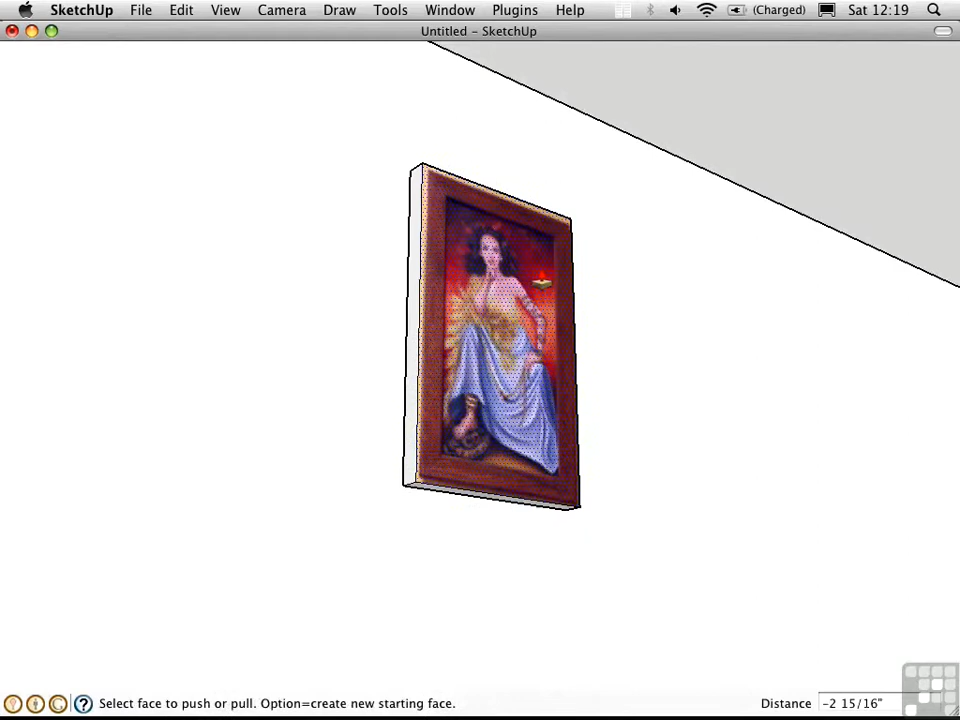 SketchUp File Edit View Camera Draw Tools Window Plugins Help (Charged) Sat 12:19
Untitled – SketchUp
Select face to push or pull. Option=create new starting face. Distance -2 15/16"